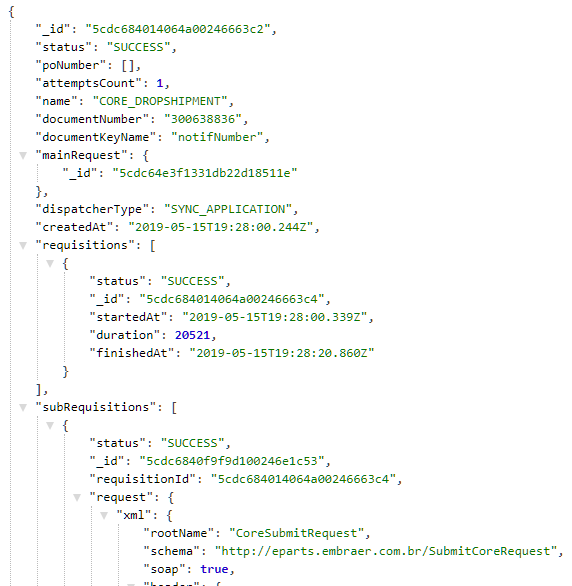 {
"_id": "5cdc684014064a00246663c2",
"status": "SUCCESS",
"poNumber": [],
"attemptsCount": 1,
"name": "CORE_DROPSHIPMENT",
"documentNumber": "300638836",
"documentKeyName": "notifNumber",
"mainRequest": {
"_id": "5cdc64e3f1331db22d18511e"
},
"dispatcherType": "SYNC_APPLICATION",
"createdAt": "2019-05-15T19:28:00.244Z",
"requisitions": [
{
"status": "SUCCESS",
"_id": "5cdc684014064a00246663c4",
"startedAt": "2019-05-15T19:28:00.339Z",
"duration": 20521,
"finishedAt": "2019-05-15T19:28:20.860Z"
}
],
"subRequisitions": [
{
"status": "SUCCESS",
"_id": "5cdc6840f9f9d100246e1c53",
"requisitionId": "5cdc684014064a00246663c4",
"request": {
"xml": {
"rootName": "CoreSubmitRequest",
"schema": "http://eparts.embraer.com.br/SubmitCoreRequest",
"soap": true,
"header": {